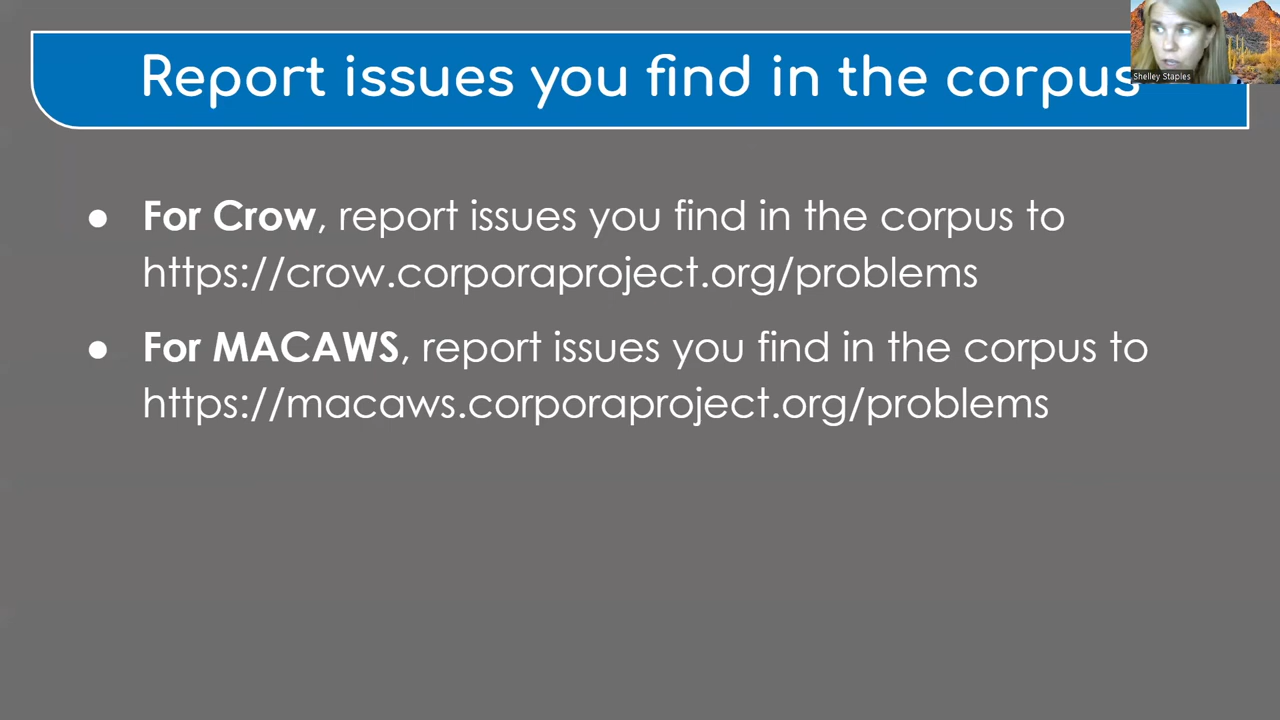 Report issues you find in the corpus
Shelley Staples
● For Crow, report issues you find in the corpus to
https://crow.corporaproject.org/problems
● For MACAWS, report issues you find in the corpus to
https://macaws.corporaproject.org/problems